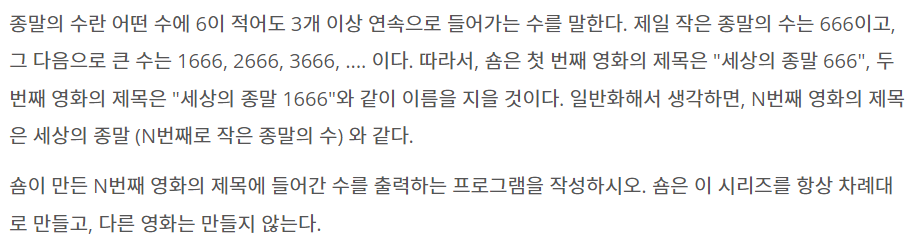 종말의 수란 어떤 수에 6이 적어도 3개 이상 연속으로 들어가는 수를 말한다. 제일 작은 종말의 수는 666이고,
그 다음으로 큰 수는 1666, 2666, 3666, .... 이다. 따라서, 숌은 첫 번째 영화의 제목은 "세상의 종말 666", 두
번째 영화의 제목은 "세상의 종말 1666"와 같이 이름을 지을 것이다. 일반화해서 생각하면, N번째 영화의 제목
은 세상의 종말 (N번째로 작은 종말의 수) 와 같다.
숌이 만든 N번째 영화의 제목에 들어간 수를 출력하는 프로그램을 작성하시오. 숌은 이 시리즈를 항상 차례대
로 만들고, 다른 영화는 만들지 않는다.